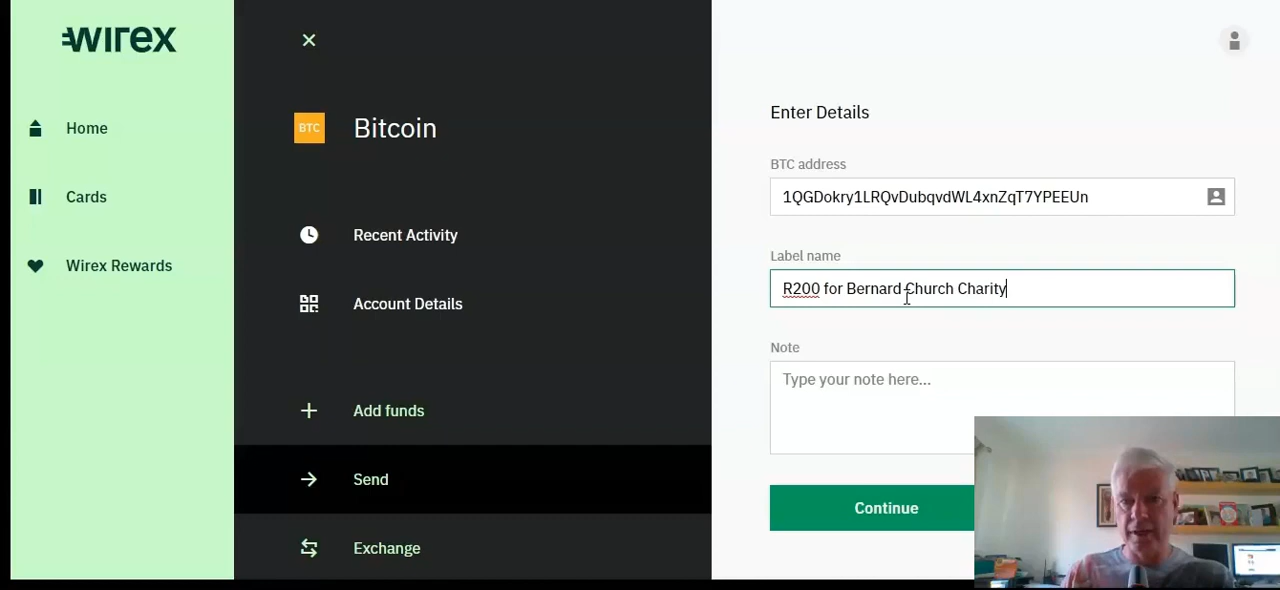 wirex
Home
Cards
Wirex Rewards
BTC
Bitcoin
Recent Activity
Account Details
Add funds
Send
Exchange
Enter Details
BTC address
1QGDokry1LRQvDubqvdWL4xnZqT7YPEEUn
Label name
R200 for Bernard Church Charity
Note
Type your note here...
Continue